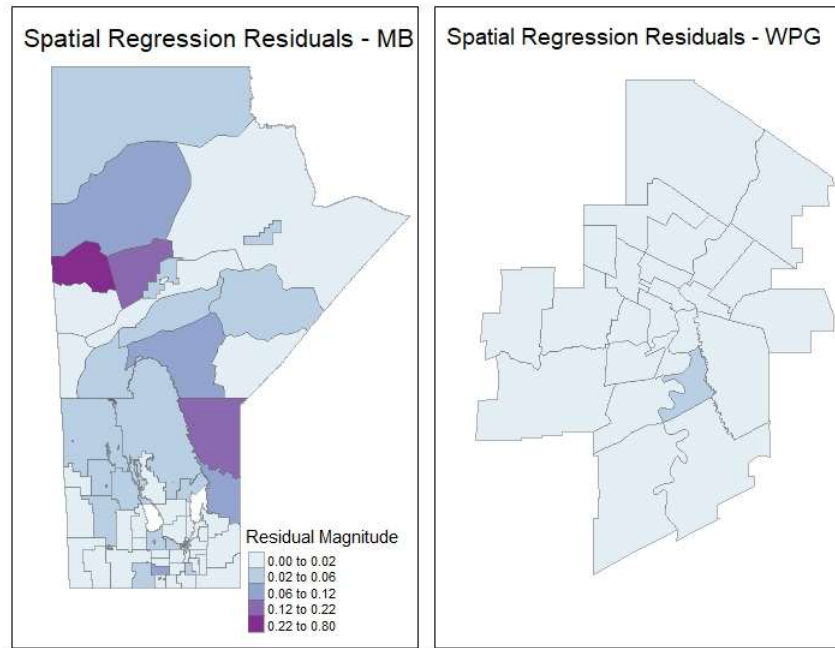 Spatial Regression Residuals - MB
Residual Magnitude
0.00 to 0.02
0.02 to 0.06
0.06 to 0.12
0.12 to 0.22
0.22 to 0.80
Spatial Regression Residuals - WPG